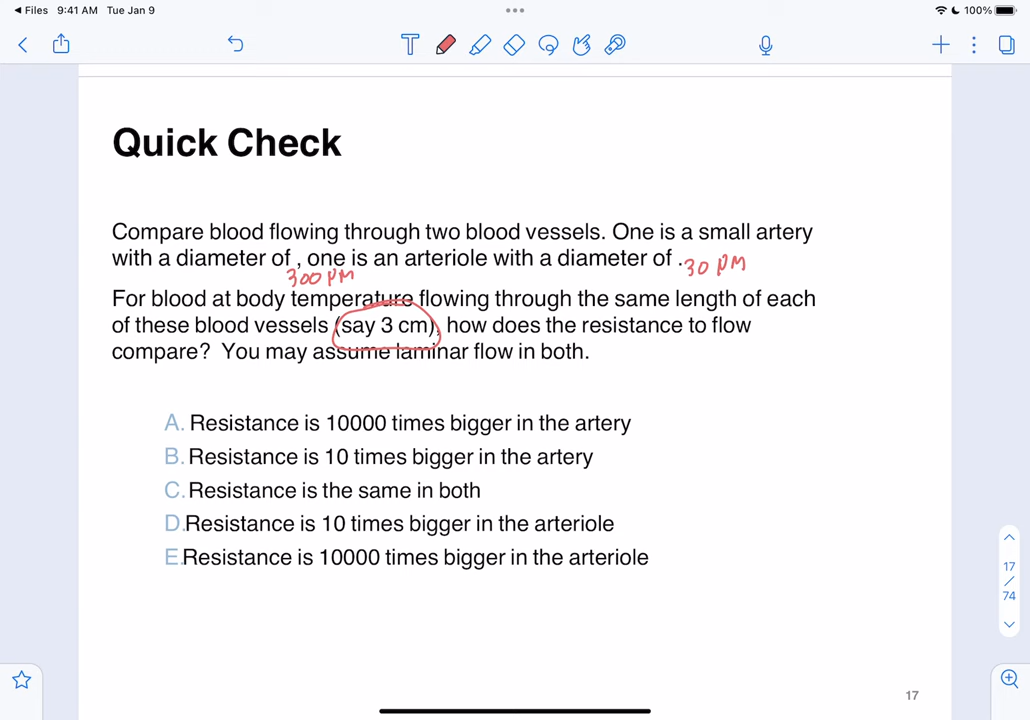 Files 9:41 AM Tue Jan 9 100%
Quick Check
Compare blood flowing through two blood vessels. One is a small artery
with a diameter of , one is an arteriole with a diameter of .
300 µM
30 µM
For blood at body temperature flowing through the same length of each
of these blood vessels (say 3 cm), how does the resistance to flow
compare? You may assume laminar flow in both.
A. Resistance is 10000 times bigger in the artery
B. Resistance is 10 times bigger in the artery
C. Resistance is the same in both
D. Resistance is 10 times bigger in the arteriole
E. Resistance is 10000 times bigger in the arteriole
17
/
74
17